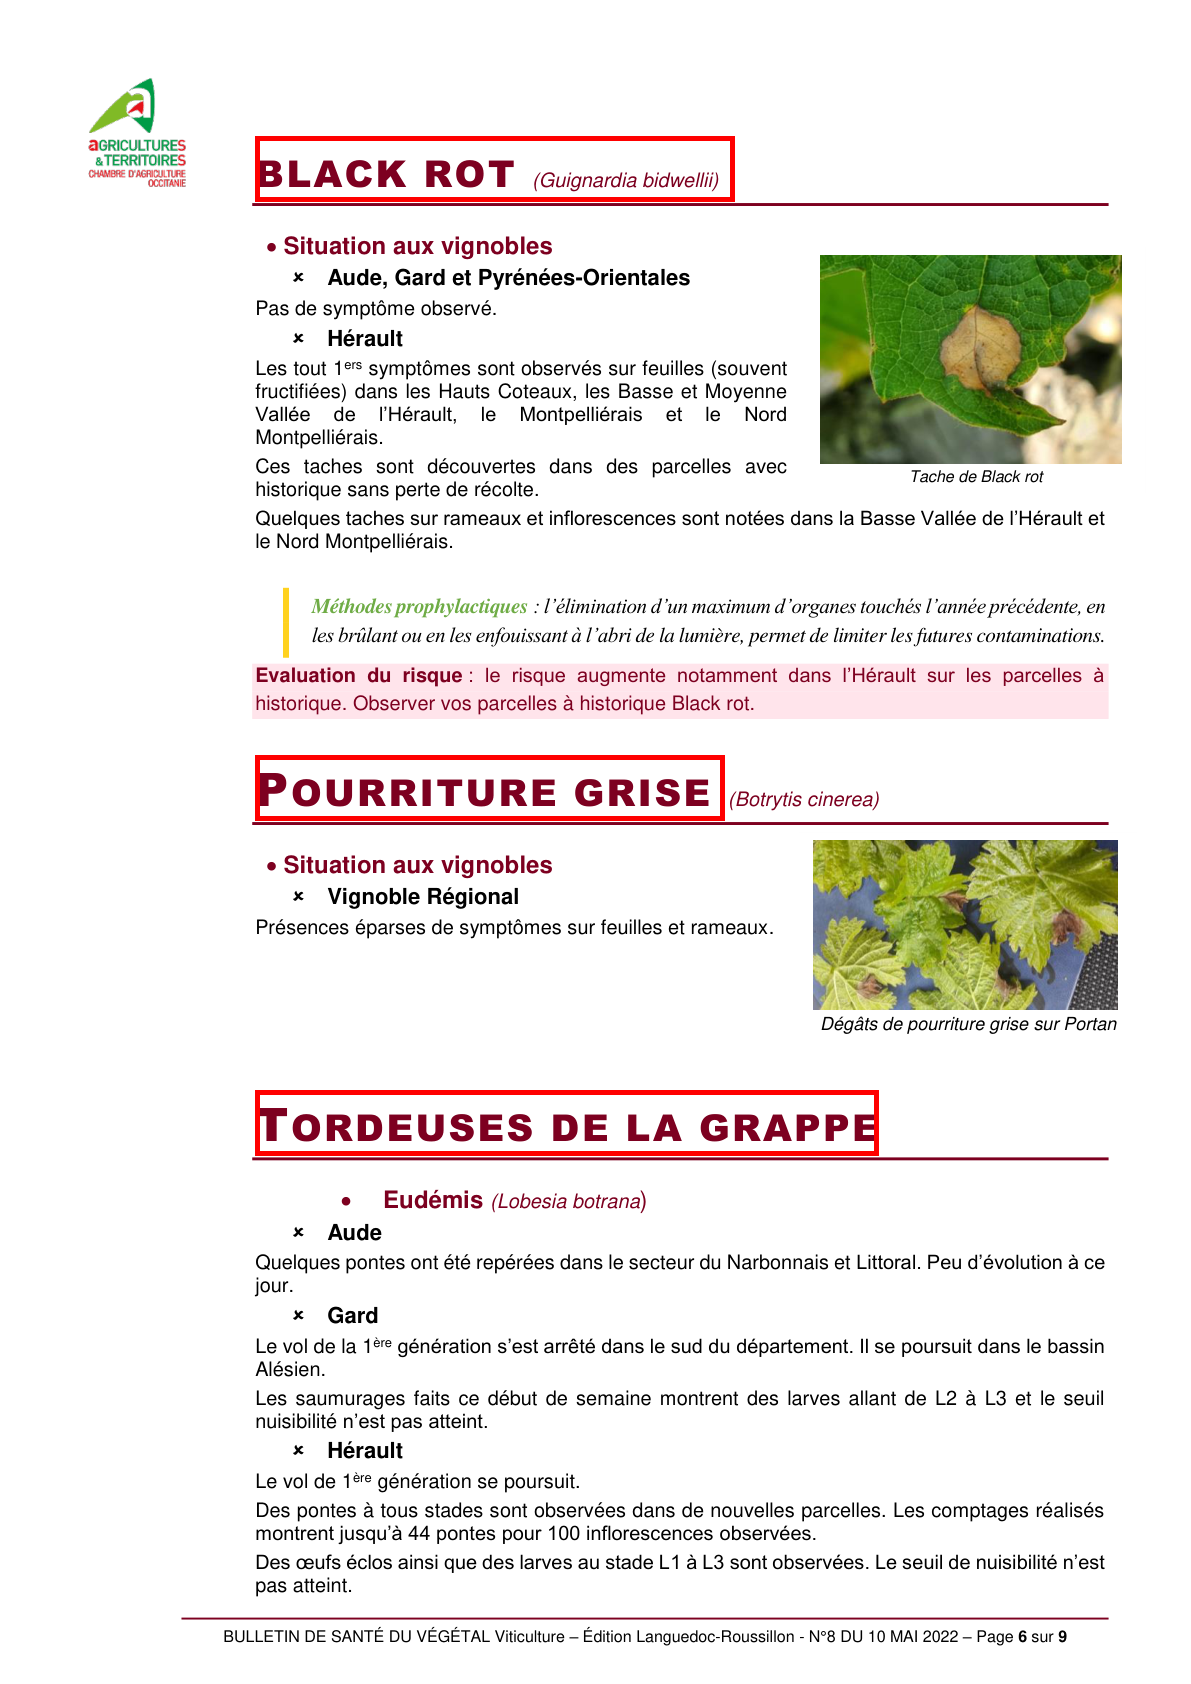 aGRICULTURES
& TERRITOIRES
CHAMBRE D'AGRICULTURE
OCCITANIE
BLACK ROT (Guignardia bidwellii)
• Situation aux vignobles
× Aude, Gard et Pyrénées-Orientales
Pas de symptôme observé.
× Hérault
Les tout 1ers symptômes sont observés sur feuilles (souvent
fructifiées) dans les Hauts Coteaux, les Basse et Moyenne
Vallée de l’Hérault, le Montpelliérais et le Nord
Montpelliérais.
Ces taches sont découvertes dans des parcelles avec
historique sans perte de récolte.
Tache de Black rot
Quelques taches sur rameaux et inflorescences sont notées dans la Basse Vallée de l’Hérault et
le Nord Montpelliérais.
Méthodes prophylactiques : l’élimination d’un maximum d’organes touchés l’année précédente, en
les brûlant ou en les enfouissant à l’abri de la lumière, permet de limiter les futures contaminations.
Evaluation du risque : le risque augmente notamment dans l’Hérault sur les parcelles à
historique. Observer vos parcelles à historique Black rot.
POURRITURE GRISE (Botrytis cinerea)
• Situation aux vignobles
× Vignoble Régional
Présences éparses de symptômes sur feuilles et rameaux.
Dégâts de pourriture grise sur Portan
TORDEUSES DE LA GRAPPE
• Eudémis (Lobesia botrana)
× Aude
Quelques pontes ont été repérées dans le secteur du Narbonnais et Littoral. Peu d’évolution à ce
jour.
× Gard
Le vol de la 1ère génération s’est arrêté dans le sud du département. Il se poursuit dans le bassin
Alésien.
Les saumurages faits ce début de semaine montrent des larves allant de L2 à L3 et le seuil
nuisibilité n’est pas atteint.
× Hérault
Le vol de 1ère génération se poursuit.
Des pontes à tous stades sont observées dans de nouvelles parcelles. Les comptages réalisés
montrent jusqu’à 44 pontes pour 100 inflorescences observées.
Des œufs éclos ainsi que des larves au stade L1 à L3 sont observées. Le seuil de nuisibilité n’est
pas atteint.
BULLETIN DE SANTÉ DU VÉGÉTAL Viticulture – Édition Languedoc-Roussillon - N°8 DU 10 MAI 2022 – Page 6 sur 9